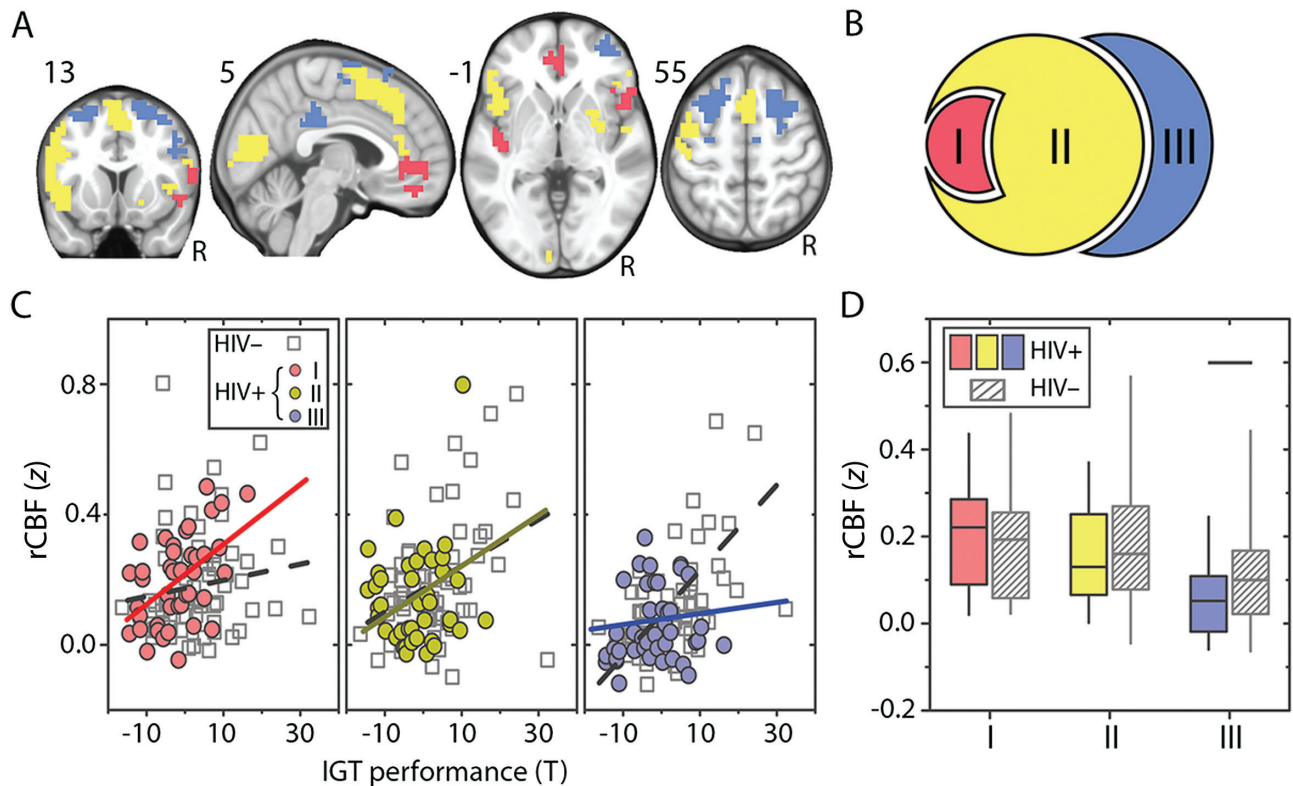 A
13
5
-1
55
R
R
R
B
I
II
III
C
HIV–
HIV+
I
II
III
rCBF (z)
0.8
0.4
0.0
-10 10 30
-10 10 30
-10 10 30
IGT performance (T)
D
HIV+
HIV–
rCBF (z)
0.6
0.4
0.2
0.0
-0.2
I II III